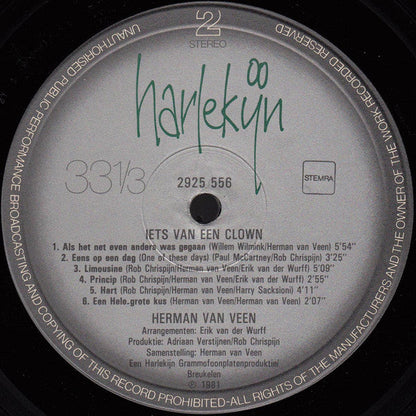 UNAUTHORISED PUBLIC PERFORMANCE BROADCASTING AND COPYING OF THIS RECORD PROHIBITED-ALL RIGHTS OF THE MANUFACTURERS AND THE OWNER OF THE WORK RECORDED RESERVED
2
STEREO
harlekijn
33 1/3
2925 556
STEMRA
IETS VAN EEN CLOWN
1. Als het net even anders was gegaan (Willem Wilmink/Herman van Veen) 5'54"
2. Eens op een dag (One of these days) (Paul McCartney/Rob Chrispijn) 3'25"
3. Limousine (Rob Chrispijn/Herman van Veen/Erik van der Wurff) 5'09"
4. Princip (Rob Chrispijn/Herman van Veen/Erik van der Wurff) 2'55"
5. Hart (Rob Chrispijn/Herman van Veen/Harry Sacksioni) 4'11"
6. Een Hele.grote kus (Herman van Veen/Herman van Veen) 2'07"
HERMAN VAN VEEN
Arrangementen: Erik van der Wurff
Produktie: Adriaan Verstijnen/Rob Chrispijn
Samenstelling: Herman van Veen
Een Harlekijn Grammofoonplatenproduktie!
Breukelen
℗ 1981